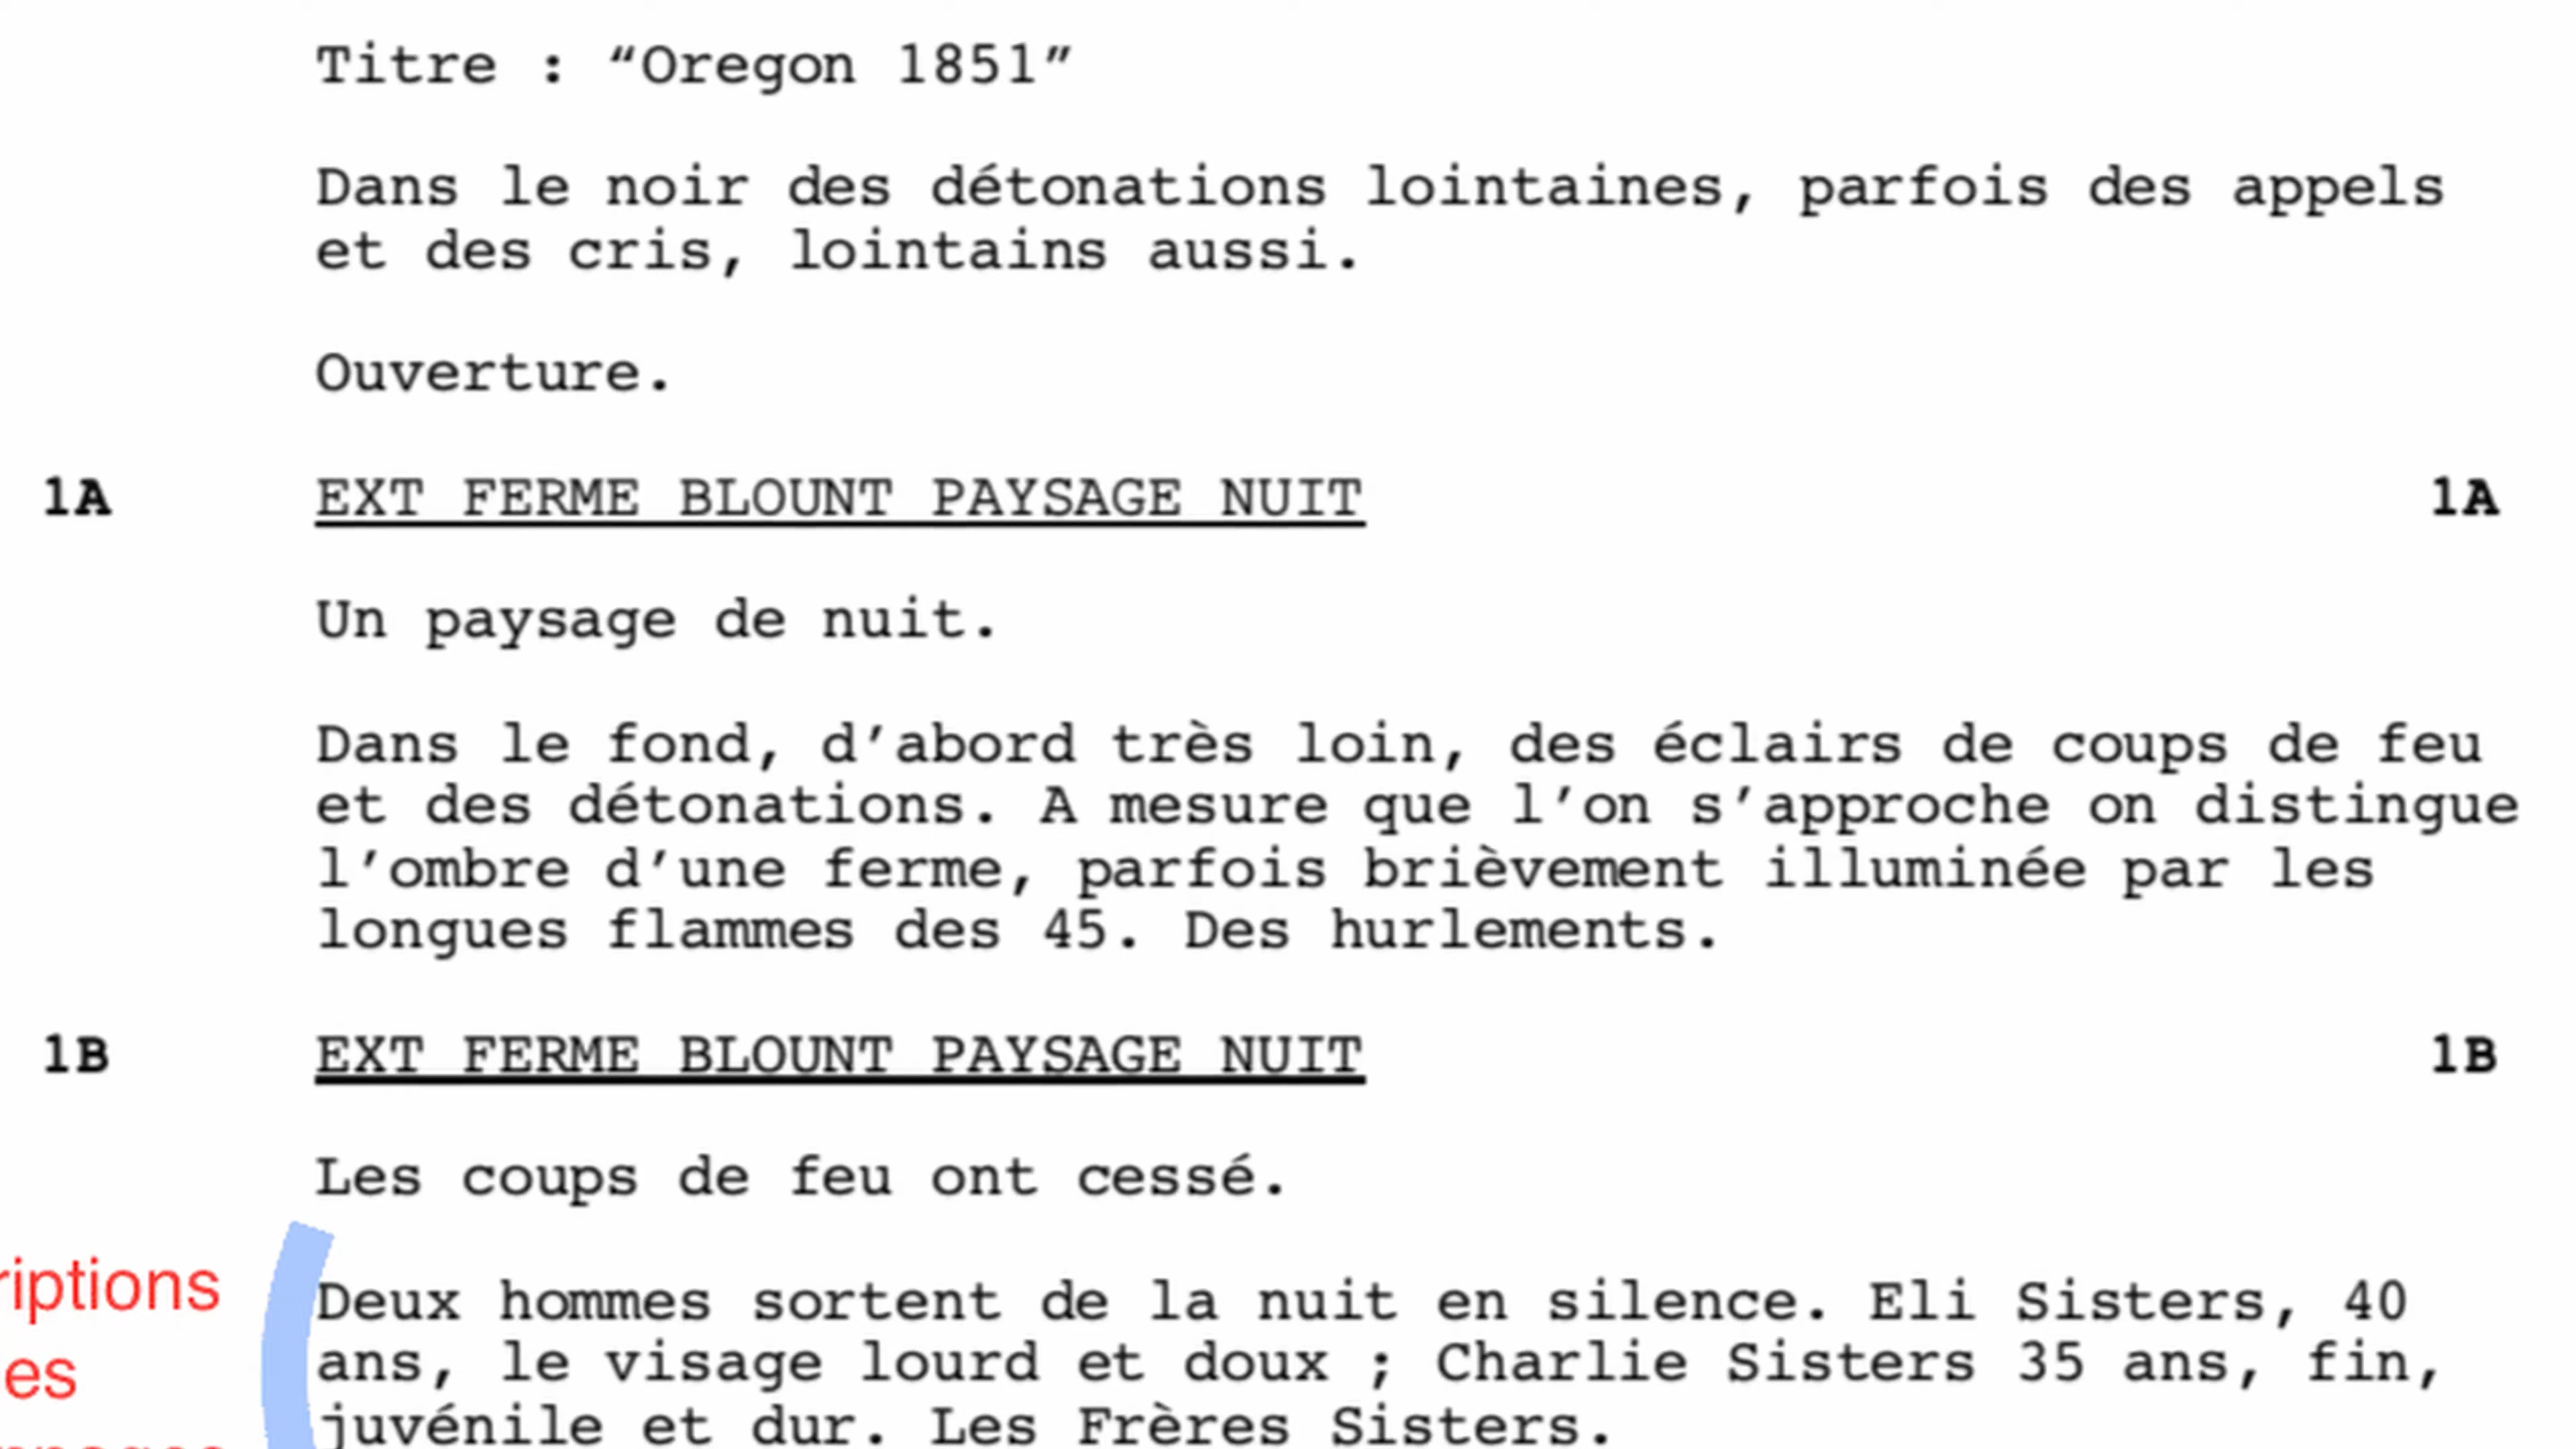 Titre : “Oregon 1851”
Dans le noir des détonations lointaines, parfois des appels
et des cris, lointains aussi.
Ouverture.
1A EXT FERME BLOUNT PAYSAGE NUIT 1A
Un paysage de nuit.
Dans le fond, d’abord très loin, des éclairs de coups de feu
et des détonations. A mesure que l’on s’approche on distingue
l’ombre d’une ferme, parfois brièvement illuminée par les
longues flammes des 45. Des hurlements.
1B EXT FERME BLOUNT PAYSAGE NUIT 1B
Les coups de feu ont cessé.
riptions
Deux hommes sortent de la nuit en silence. Eli Sisters, 40
es ans, le visage lourd et doux ; Charlie Sisters 35 ans, fin,
juvénile et dur. Les Frères Sisters.